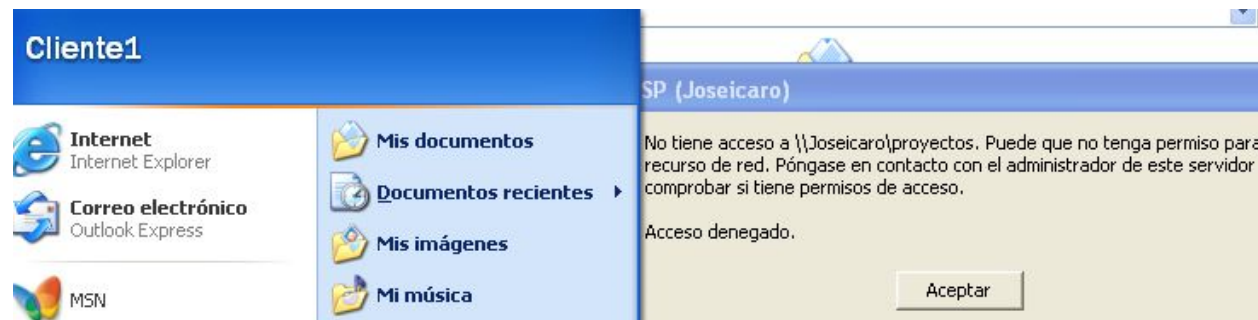 Cliente1
Internet
Internet Explorer
Correo electrónico
Outlook Express
MSN
Mis documentos
Documentos recientes
Mis imágenes
Mi música
SP (Joseicaro)
No tiene acceso a \\Joseicaro\proyectos. Puede que no tenga permiso para
recurso de red. Póngase en contacto con el administrador de este servidor
comprobar si tiene permisos de acceso.
Acceso denegado.
Aceptar